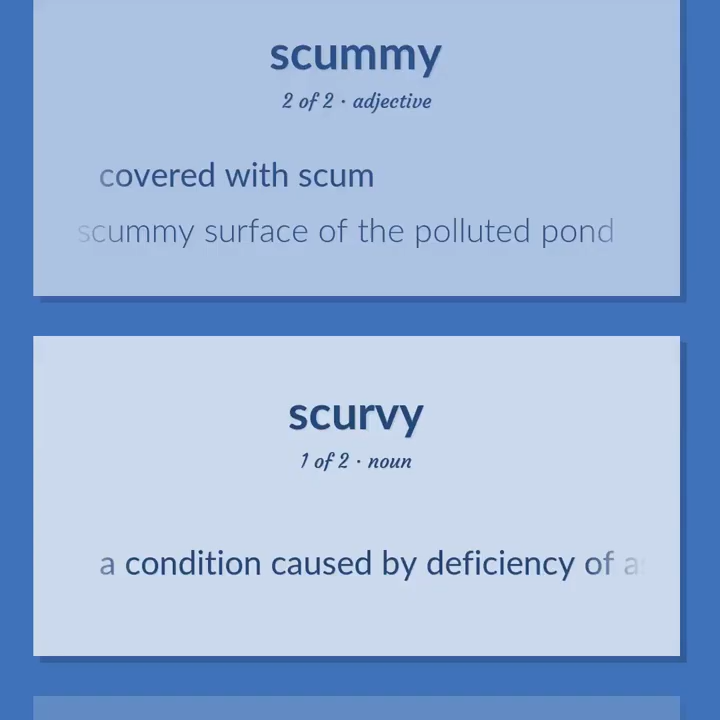 scummy
2 of 2 · adjective
covered with scum
scummy surface of the polluted pond
scurvy
1 of 2 · noun
a condition caused by deficiency of